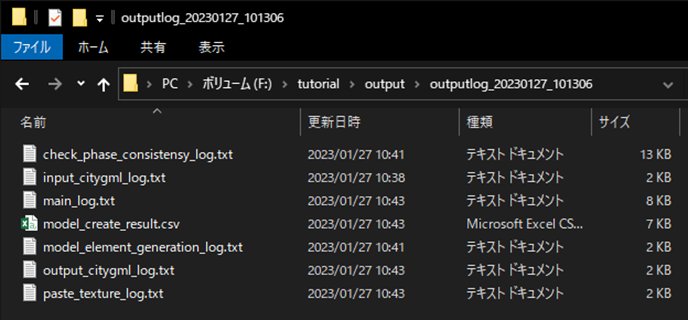 outputlog_20230127_101306
ファイル ホーム 共有 表示
PC ボリューム (F:) tutorial output outputlog_20230127_101306
名前 更新日時 種類 サイズ
check_phase_consistensy_log.txt 2023/01/27 10:41 テキスト ドキュメント 13 KB
input_citygml_log.txt 2023/01/27 10:38 テキスト ドキュメント 2 KB
main_log.txt 2023/01/27 10:43 テキスト ドキュメント 8 KB
model_create_result.csv 2023/01/27 10:43 Microsoft Excel CS... 7 KB
model_element_generation_log.txt 2023/01/27 10:41 テキスト ドキュメント 2 KB
output_citygml_log.txt 2023/01/27 10:43 テキスト ドキュメント 2 KB
paste_texture_log.txt 2023/01/27 10:43 テキスト ドキュメント 2 KB